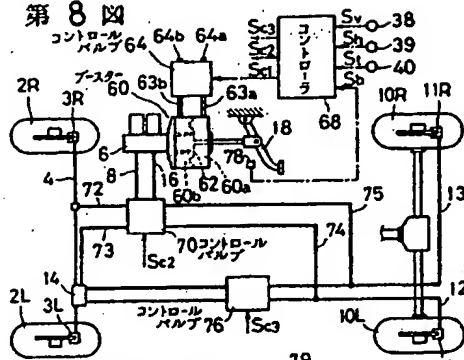 第8図
コントロール
バルブ 64
64b 64a
ブースター
60
63b
63a
コントローラ
68
Sc3
Sc2
Sc1
Sv 38
Sh 39
St 40
Sb
2R
3R
4
6
8
16
62
60a
60b
18
78
10R
11R
13
72
73
70 コントロール
バルブ
Sc2
74
75
14
2L
3L
コントロール
バルブ 76
Sc3
12
10L
79